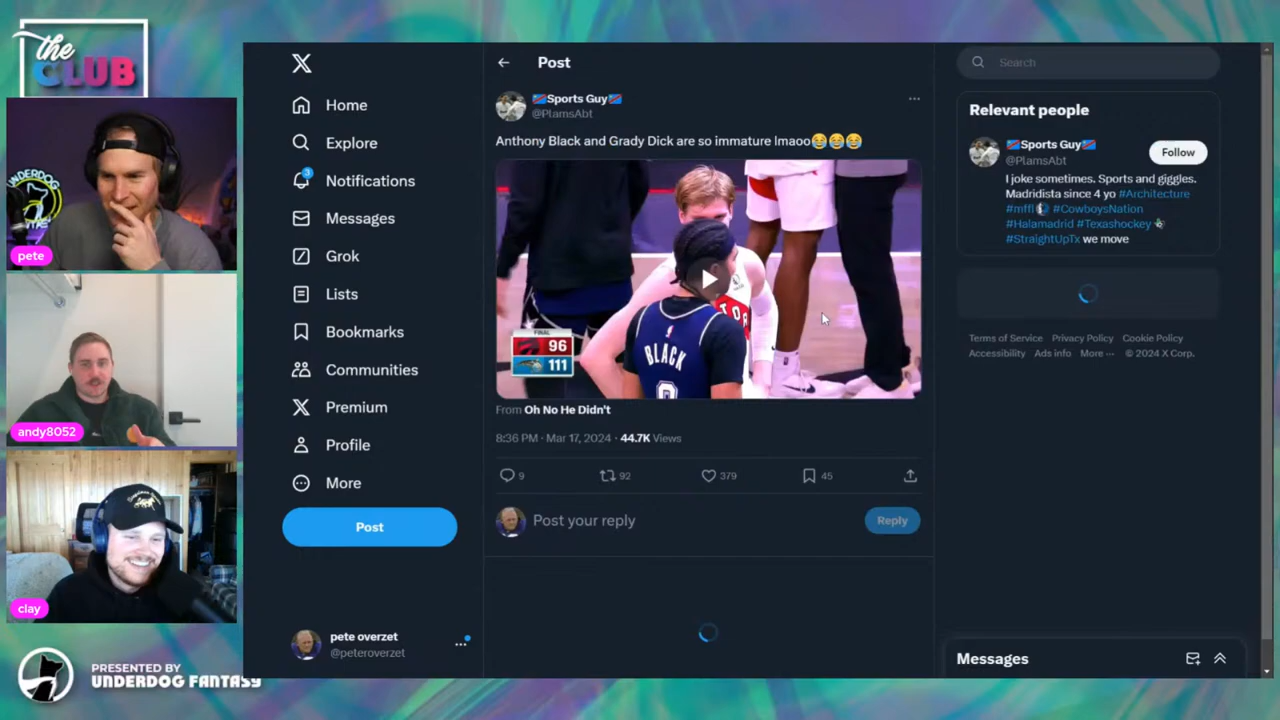 the
CLUB
UNDERDOG
pete
andy8052
clay
PRESENTED BY
UNDERDOG FANTASY
Home
Explore
3
Notifications
Messages
Grok
Lists
Bookmarks
Communities
Premium
Profile
More
Post
pete overzet
@peteroverzet
Post
Sports Guy
@PlamsAbt
Anthony Black and Grady Dick are so immature lmaoo😂😂😂
FINAL
96
111
BLACK
From Oh No He Didn't
8:36 PM · Mar 17, 2024 · 44.7K Views
9
92
379
45
Post your reply
Reply
Search
Relevant people
Sports Guy
Follow
@PlamsAbt
I joke sometimes. Sports and giggles.
Madridista since 4 yo #Architecture
#mffl #CowboysNation
#Halamadrid #Texashockey
#StraightUpTx we move
Terms of Service Privacy Policy Cookie Policy
Accessibility Ads info More ··· © 2024 X Corp.
Messages